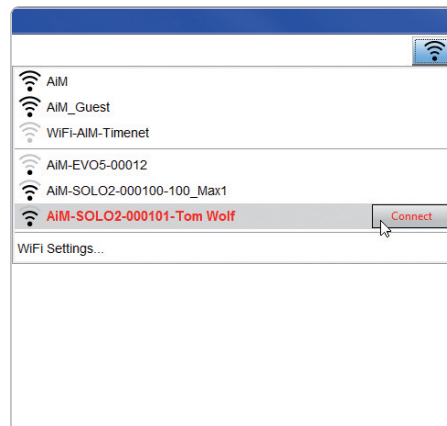 AiM
AiM_Guest
WiFi-AIM-Timenet
AiM-EVO5-00012
AiM-SOLO2-000100-100_Max1
AiM-SOLO2-000101-Tom Wolf
Connect
WiFi Settings...